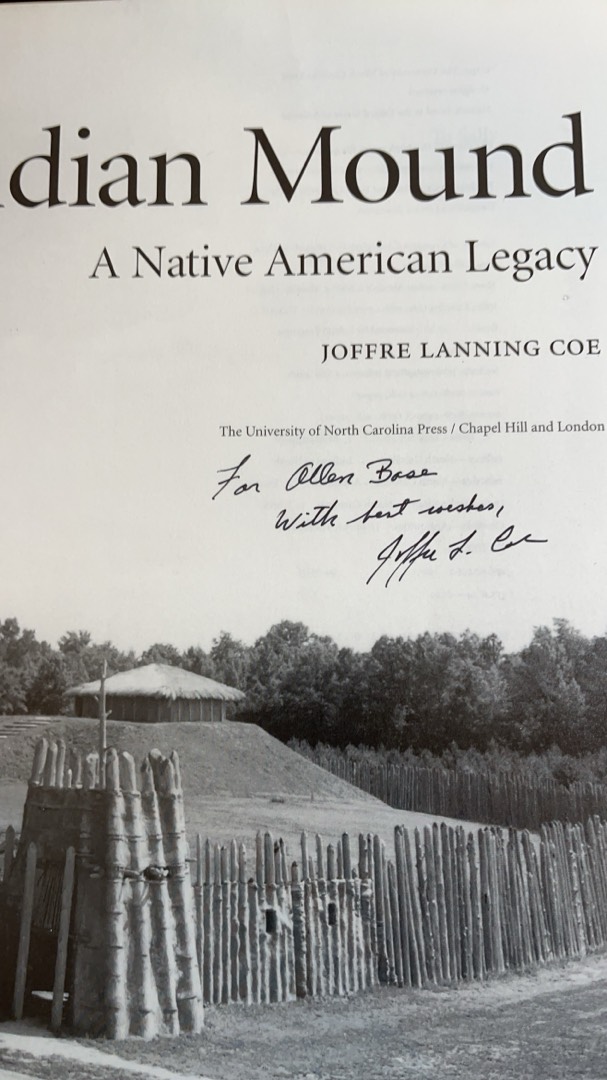 dian Mound
A Native American Legacy
JOFFRE LANNING COE
The University of North Carolina Press / Chapel Hill and London
For Allen Base
With best wishes,
Joffre L. Coe